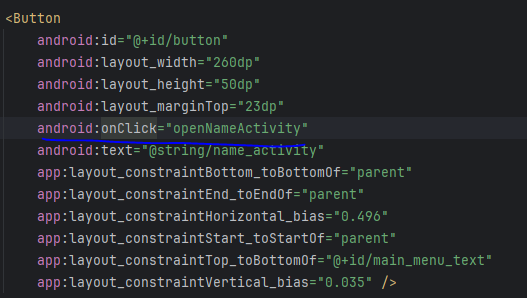 <Button
android:id="@+id/button"
android:layout_width="260dp"
android:layout_height="50dp"
android:layout_marginTop="23dp"
android:onClick="openNameActivity"
android:text="@string/name_activity"
app:layout_constraintBottom_toBottomOf="parent"
app:layout_constraintEnd_toEndOf="parent"
app:layout_constraintHorizontal_bias="0.496"
app:layout_constraintStart_toStartOf="parent"
app:layout_constraintTop_toBottomOf="@+id/main_menu_text"
app:layout_constraintVertical_bias="0.035" />